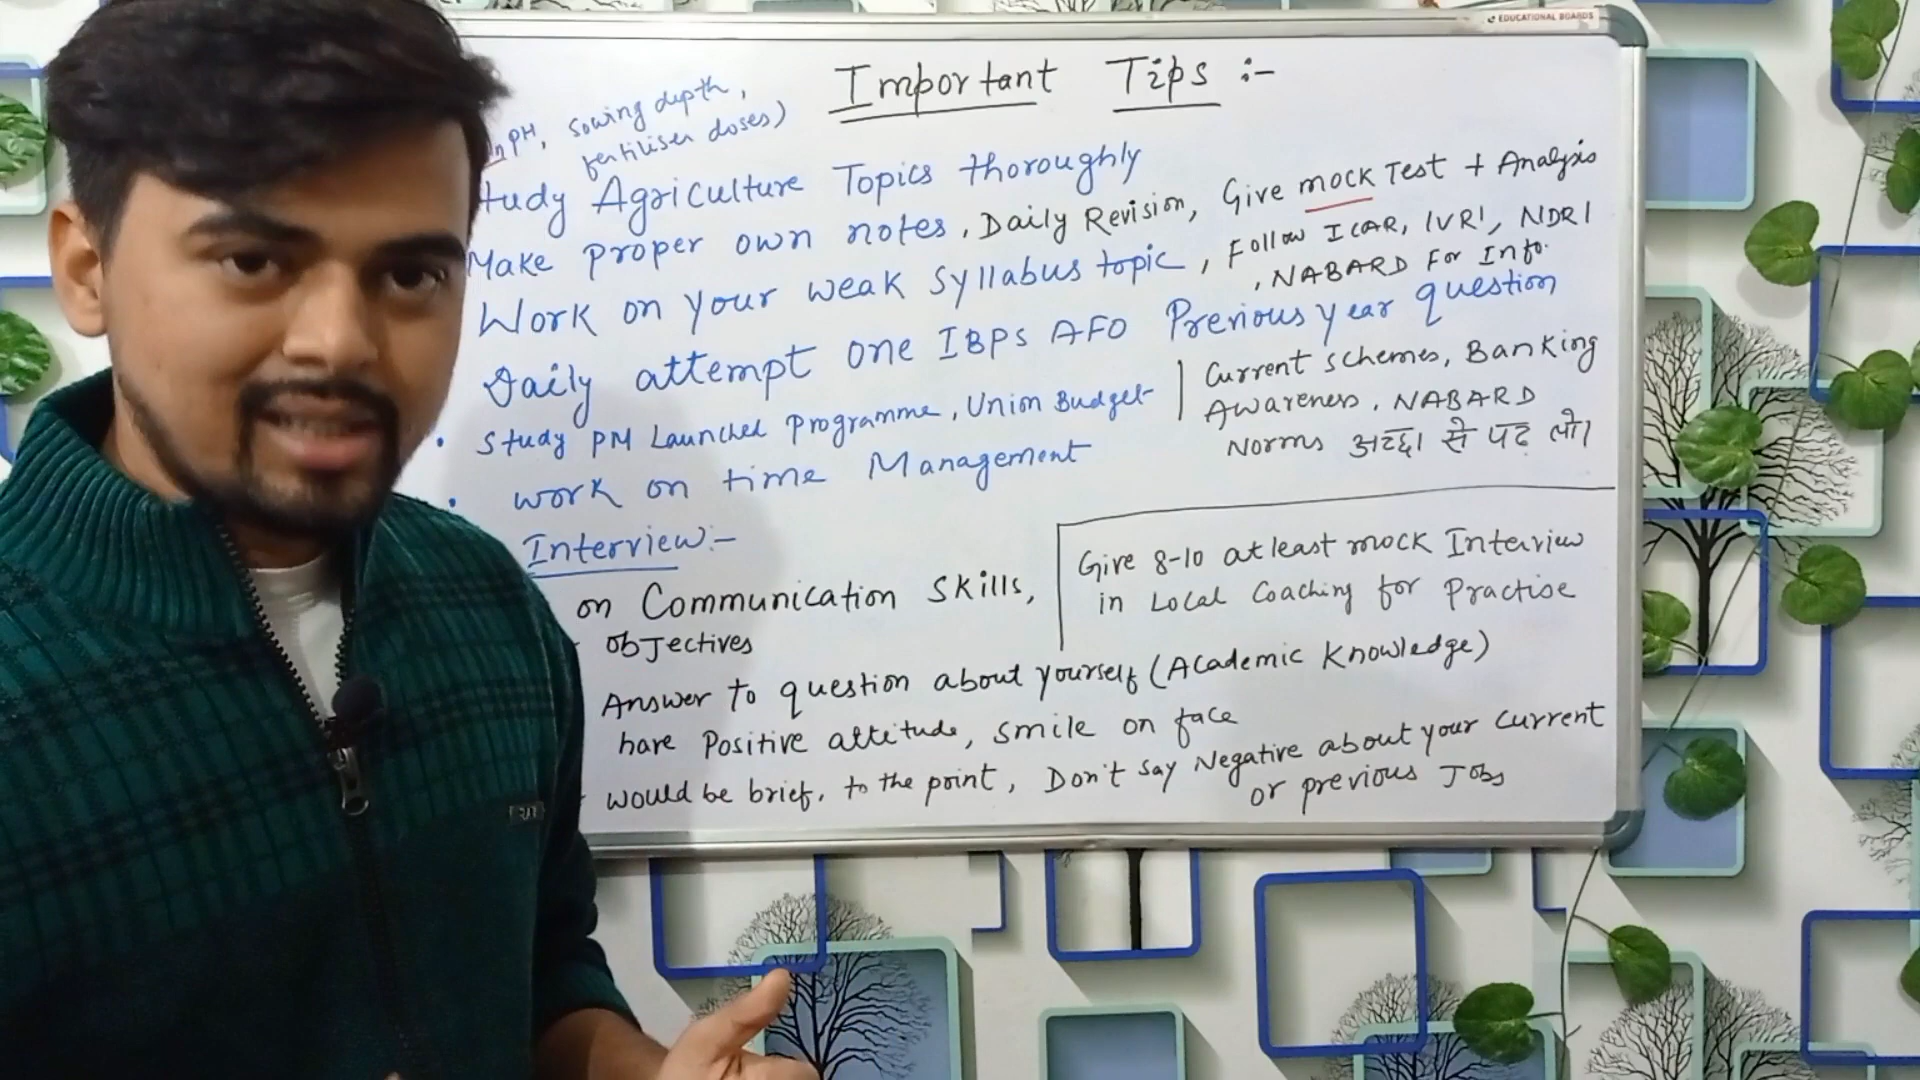 EDUCATIONAL BOARDS
Important Tips :-
PH, Sowing depth,
fertiliser doses)
tudy Agriculture Topics thoroughly
Make proper own notes, Daily Revision, Give mock Test + Analysis
Work on your weak syllabus topic, Follow ICAR, IVRI, NDRI
, NABARD For Info.
Daily attempt one IBPS AFO Previous year question
• Study PM Launched Programme, Union Budget | Current schemes, Banking
Awareness, NABARD
Norms अच्छा से पढ़ लो।
• work on time Management
Interview:-
on Communication Skills,
objectives
Give 8-10 atleast mock Interview
in Local Coaching for Practise
Answer to question about yourself (Academic Knowledge)
have Positive attitude, smile on face
would be brief, to the point, Don't say Negative about your current
or previous Jobs